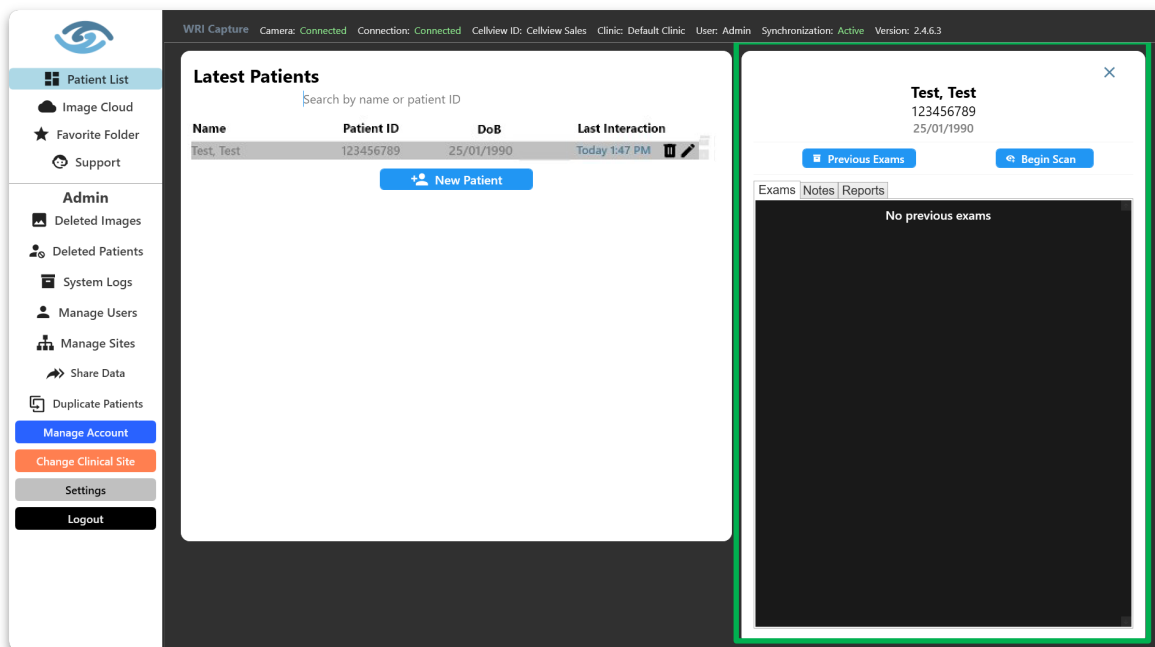 WRI Capture Camera: Connected Connection: Connected Cellview ID: Cellview Sales Clinic: Default Clinic User: Admin Synchronization: Active Version: 2.4.6.3
Patient List
Image Cloud
Favorite Folder
Support
Admin
Deleted Images
Deleted Patients
System Logs
Manage Users
Manage Sites
Share Data
Duplicate Patients
Manage Account
Change Clinical Site
Settings
Logout
Latest Patients
Search by name or patient ID
Name Patient ID DoB Last Interaction
Test, Test 123456789 25/01/1990 Today 1:47 PM
New Patient
Test, Test
123456789
25/01/1990
Previous Exams Begin Scan
Exams Notes Reports
No previous exams